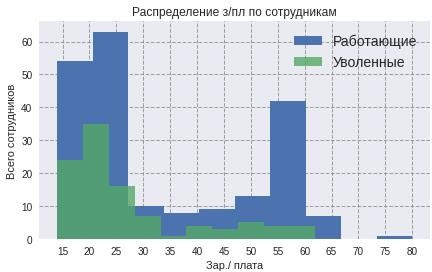 Распределение з/пл по сотрудникам
Всего сотрудников
60
50
40
30
20
10
0
Работающие
Уволенные
15 20 25 30 35 40 45 50 55 60 65 70 75 80
Зар./ плата